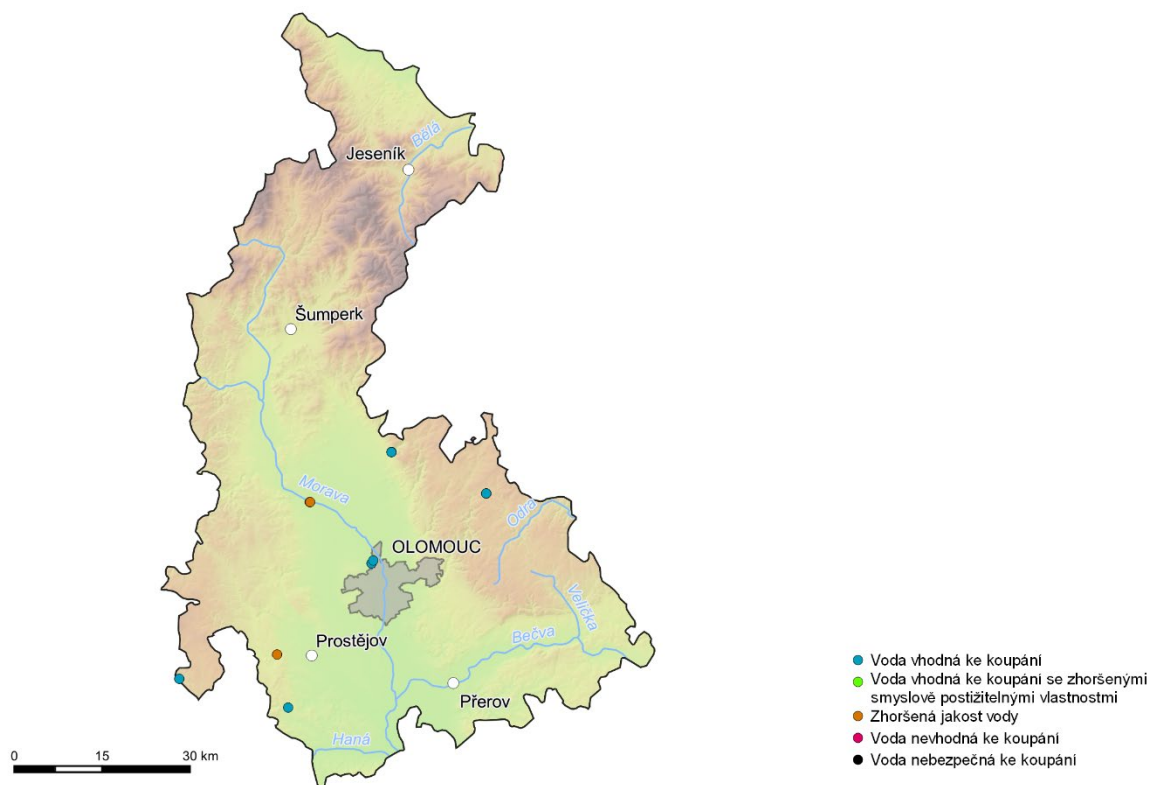 Bělá
Jeseník
Šumperk
Morava
Odra
OLOMOUC
Velička
Bečva
Prostějov
Přerov
Haná
0 15 30 km
Voda vhodná ke koupání
Voda vhodná ke koupání se zhoršenými
smyslově postižitelnými vlastnostmi
Zhoršená jakost vody
Voda nevhodná ke koupání
Voda nebezpečná ke koupání